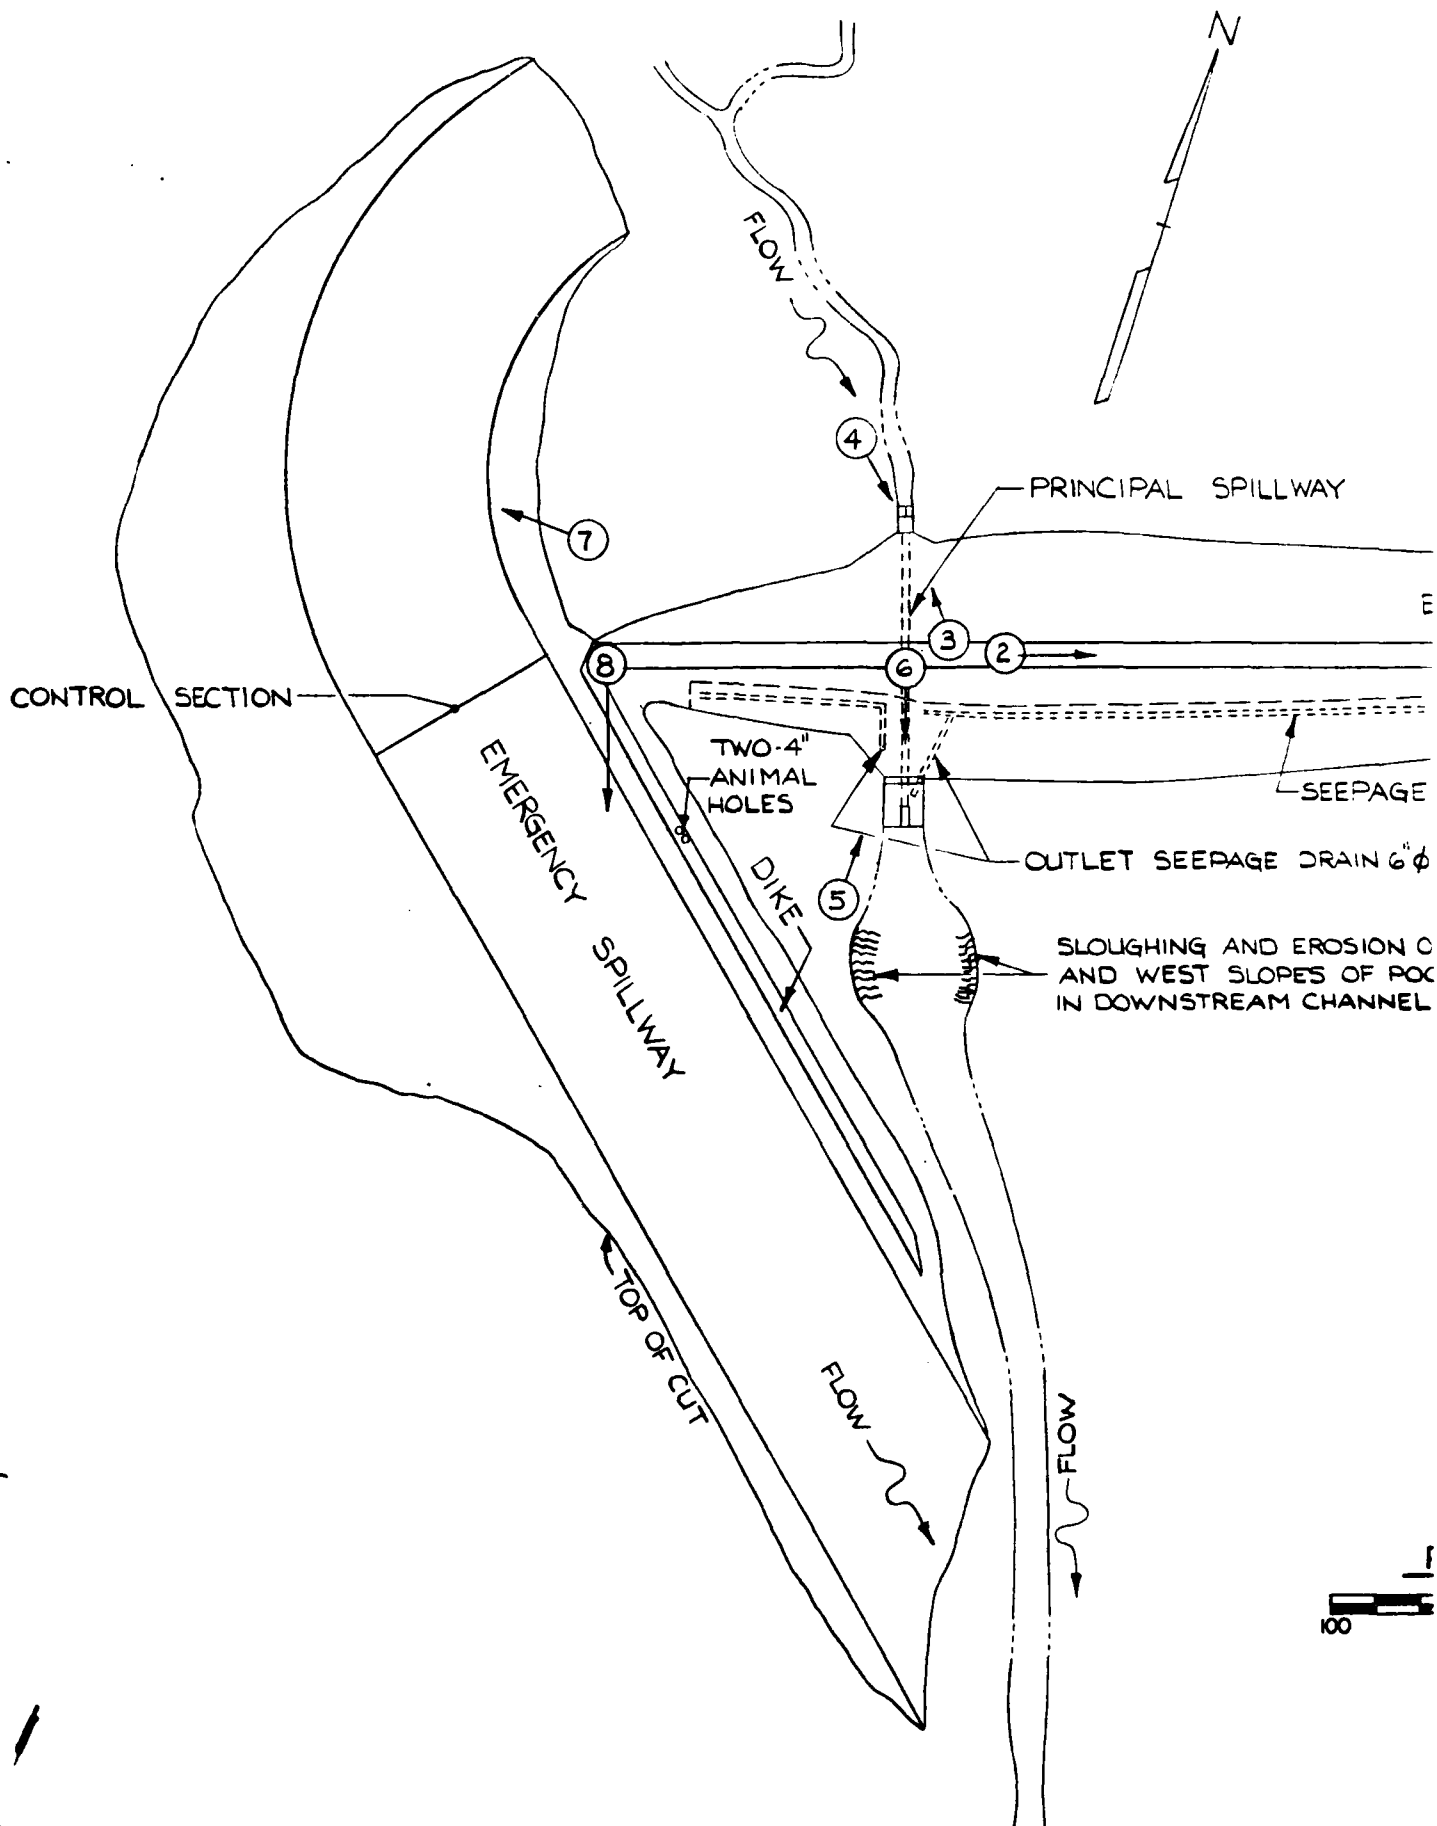 N
FLOW
4
PRINCIPAL SPILLWAY
7
E
3
2
8
6
CONTROL SECTION
TWO-4"
ANIMAL
HOLES
SEEPAGE
EMERGENCY SPILLWAY
DIKE
OUTLET SEEPAGE DRAIN 6"ϕ
5
SLOUGHING AND EROSION
AND WEST SLOPES OF
IN DOWNSTREAM CHANNEL
TOP OF CUT
FLOW
FLOW
100